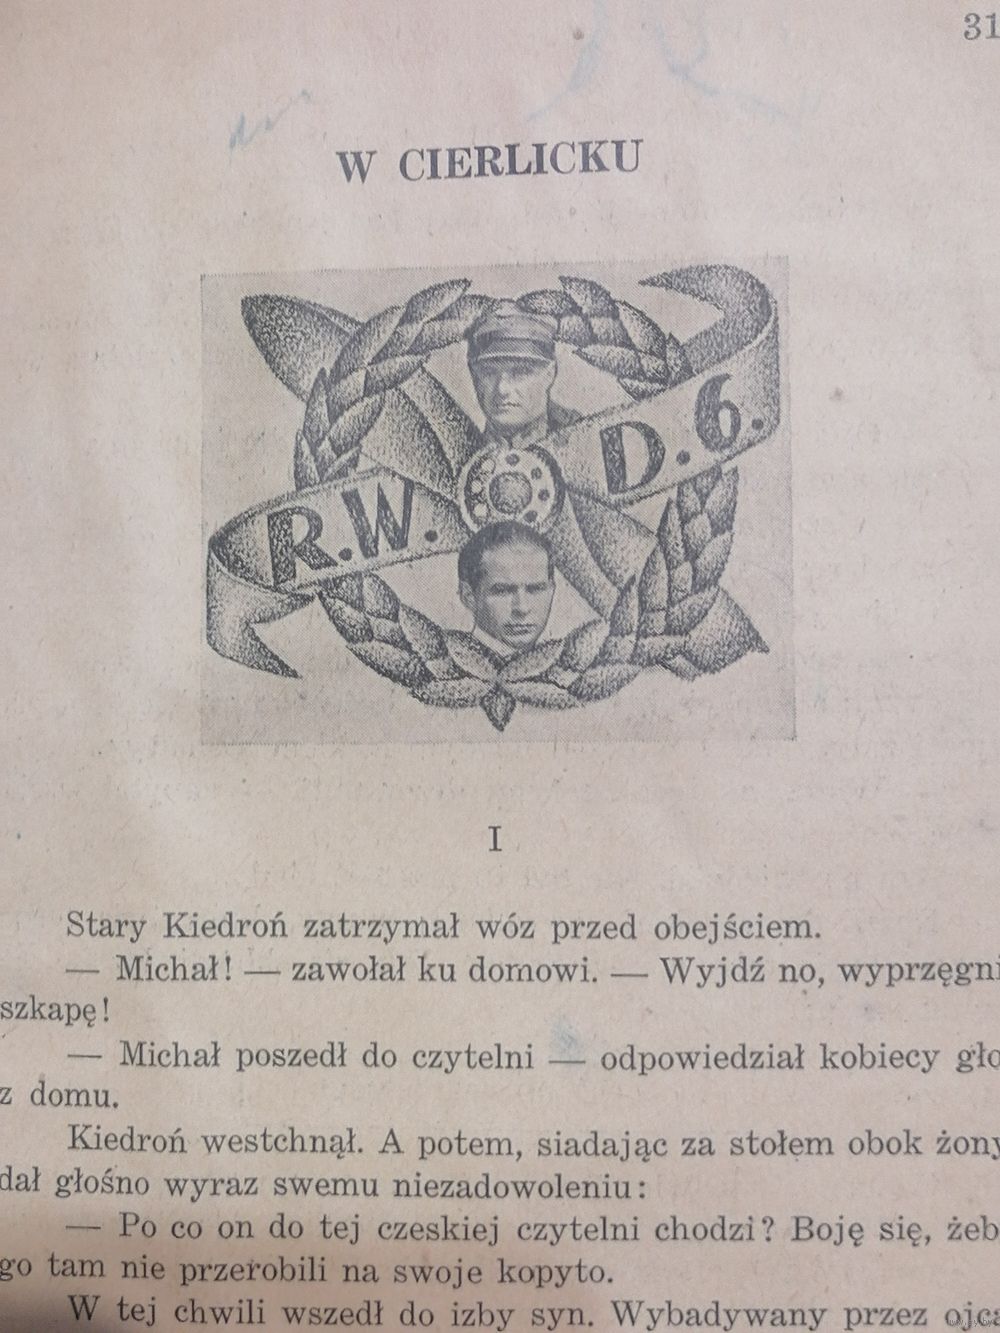 31
W CIERLICKU
R.W. D.6.
I
Stary Kiedroń zatrzymał wóz przed obejściem.
— Michał! — zawołał ku domowi. — Wyjdź no, wyprzęgni
szkapę!
— Michał poszedł do czytelni — odpowiedział kobiecy gło
z domu.
Kiedroń westchnął. A potem, siadając za stołem obok żony
dał głośno wyraz swemu niezadowoleniu:
— Po co on do tej czeskiej czytelni chodzi? Boję się, żeb
go tam nie przerobili na swoje kopyto.
W tej chwili wszedł do izby syn. Wybadywany przez ojca